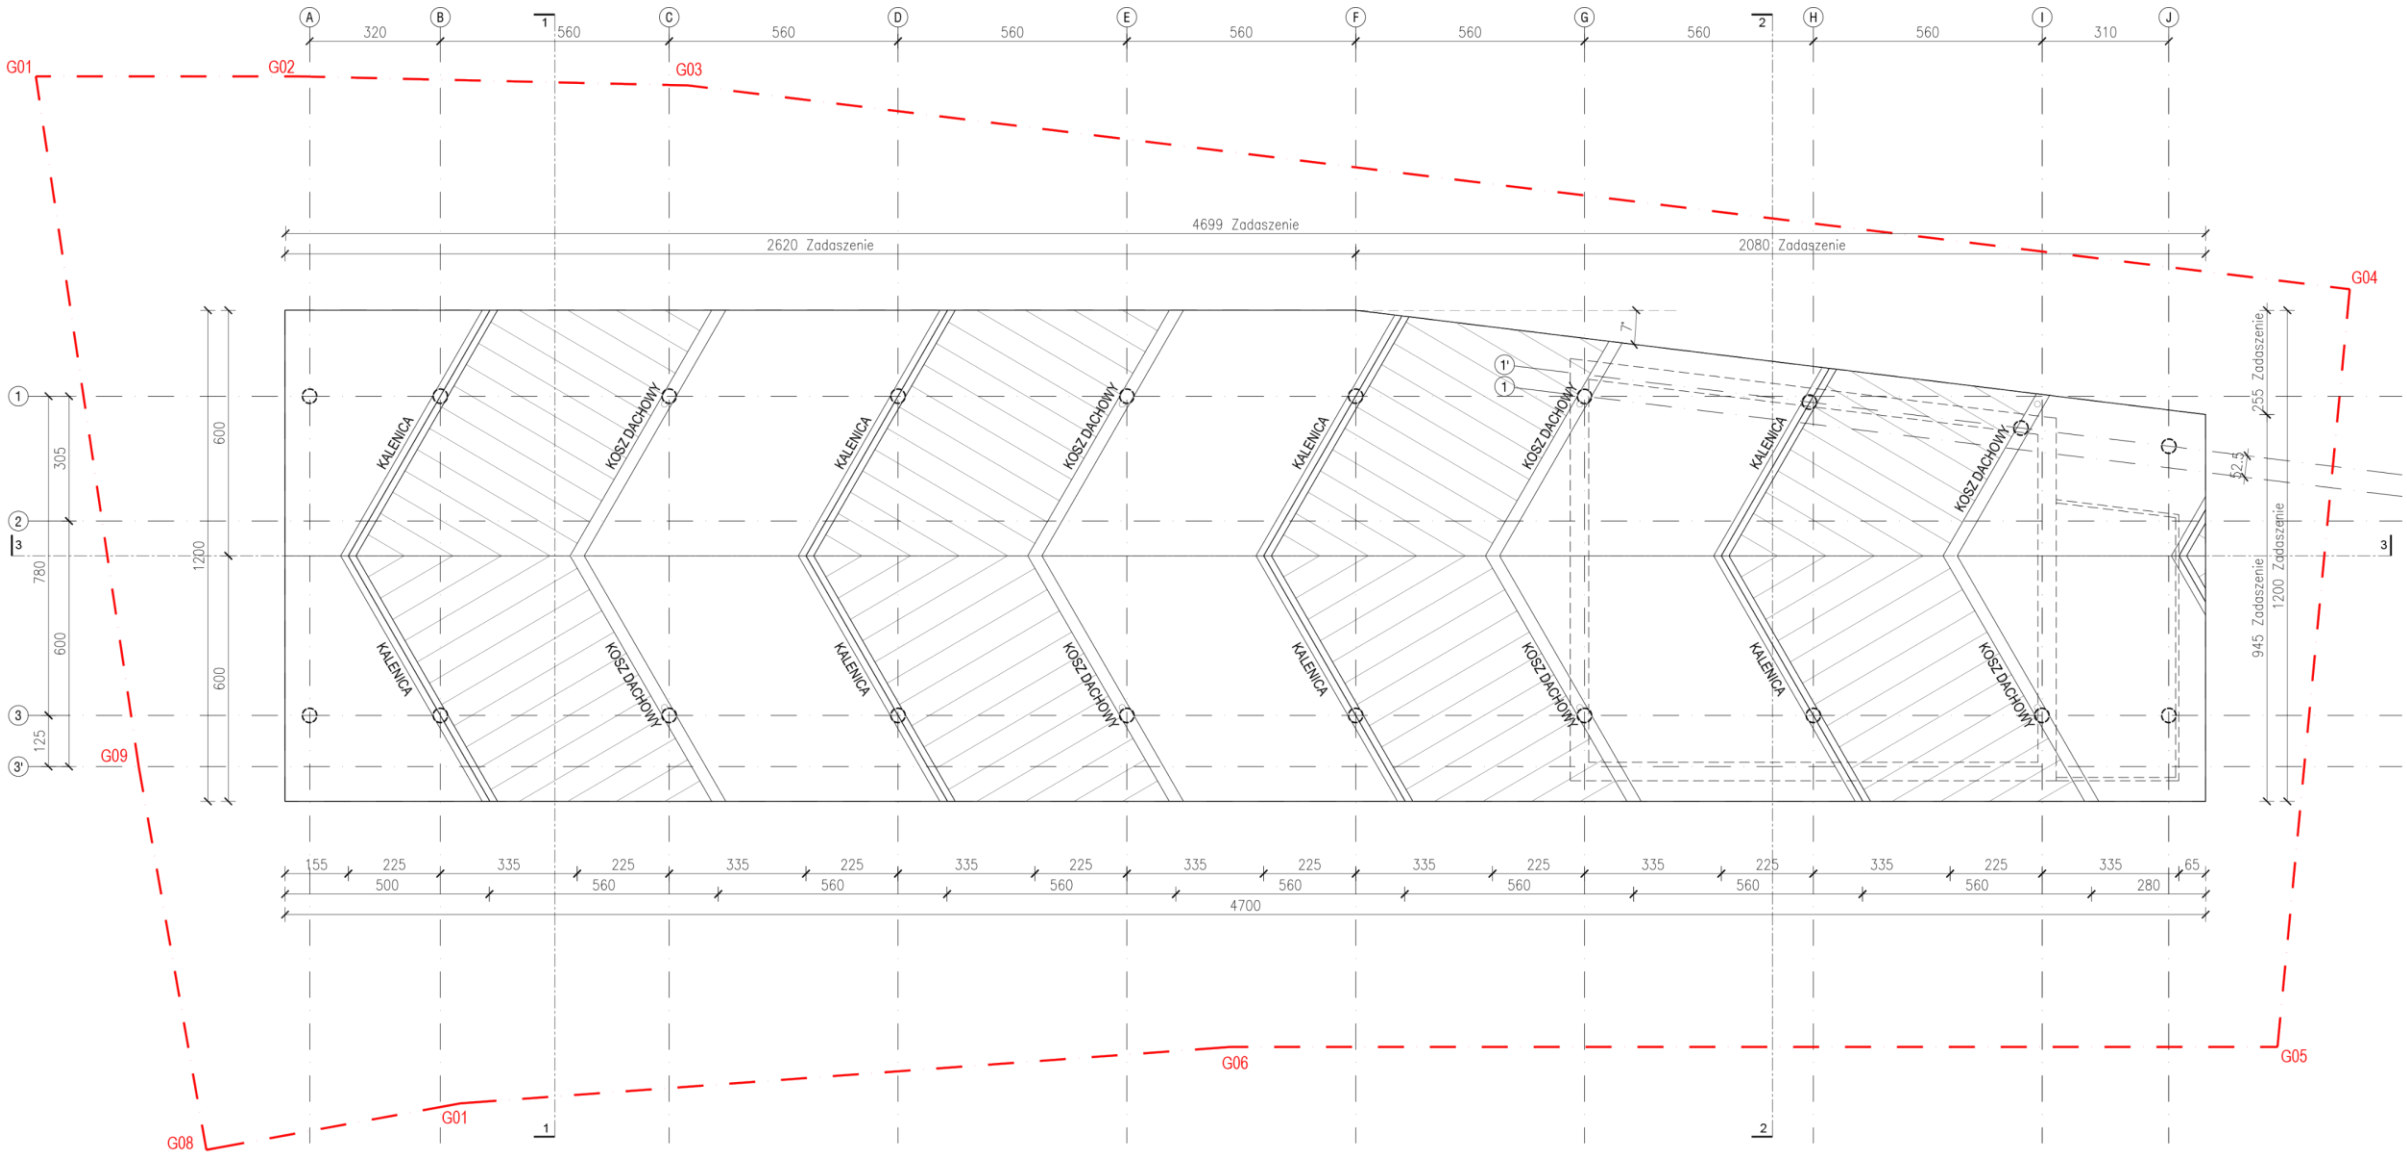 A B 1 C D E F G 2 H I J
320 560 560 560 560 560 560 560 310
G01 G02 G03
4699 Zadaszenie
2620 Zadaszenie 2080 Zadaszenie
G04
7°
1'
1
1
600
305
255 Zadaszenie
KALENICA KOSZ DACHOWY KALENICA KOSZ DACHOWY KALENICA KOSZ DACHOWY KALENICA KOSZ DACHOWY
52,5
2
3 3
1200
780
600
600
945 Zadaszenie
1200 Zadaszenie
KALENICA KOSZ DACHOWY KALENICA KOSZ DACHOWY KALENICA KOSZ DACHOWY KALENICA KOSZ DACHOWY
3
125
G09
3'
155 225 335 225 335 225 335 225 335 225 335 225 335 225 335 225 335 65
500 560 560 560 560 560 560 560 280
4700
G06 G05
G01
G08
1 2